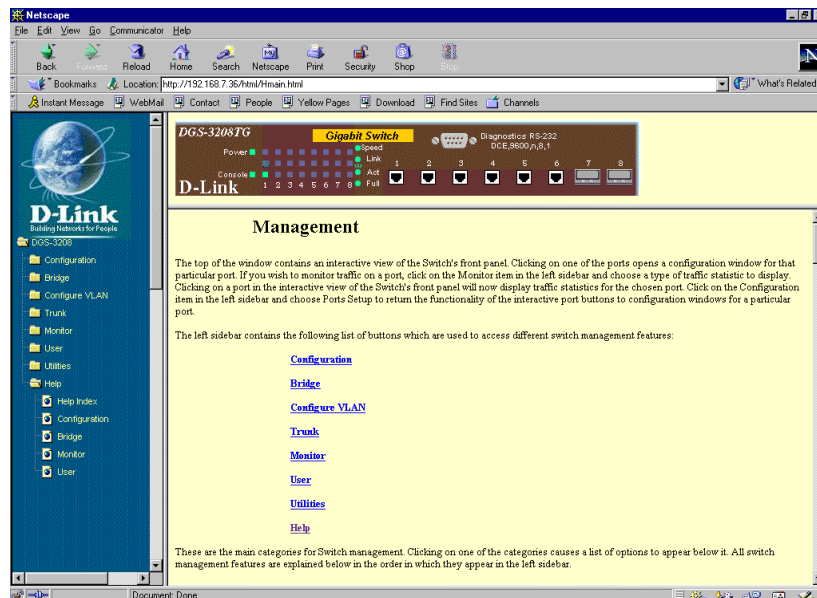 Netscape
File Edit View Go Communicator Help
Back Forward Reload Home Search Netscape Print Security Shop Stop
Bookmarks Location: http://192.168.7.36/html/Hmain.html What's Related
Instant Message WebMail Contact People Yellow Pages Download Find Sites Channels
D-Link
Building Networks for People
DGS-3208
Configuration
Bridge
Configure VLAN
Trunk
Monitor
User
Utilities
Help
Help Index
Configuration
Bridge
Monitor
User
DGS-3208TG
Gigabit Switch
Diagnostics RS-232
DCE,9600,n,8,1
Power
Console
Speed
Link
Act
Full
1 2 3 4 5 6 7 8
1 2 3 4 5 6 7 8
D-Link
Management
The top of the window contains an interactive view of the Switch's front panel. Clicking on one of the ports opens a configuration window for that
particular port. If you wish to monitor traffic on a port, click on the Monitor item in the left sidebar and choose a type of traffic statistic to display.
Clicking on a port in the interactive view of the Switch's front panel will now display traffic statistics for the chosen port. Click on the Configuration
item in the left sidebar and choose Ports Setup to return the functionality of the interactive port buttons to configuration windows for a particular
port.
The left sidebar contains the following list of buttons which are used to access different switch management features:
Configuration
Bridge
Configure VLAN
Trunk
Monitor
User
Utilities
Help
These are the main categories for Switch management. Clicking on one of the categories causes a list of options to appear below it. All switch
management features are explained below in the order in which they appear in the left sidebar.
Document: Done